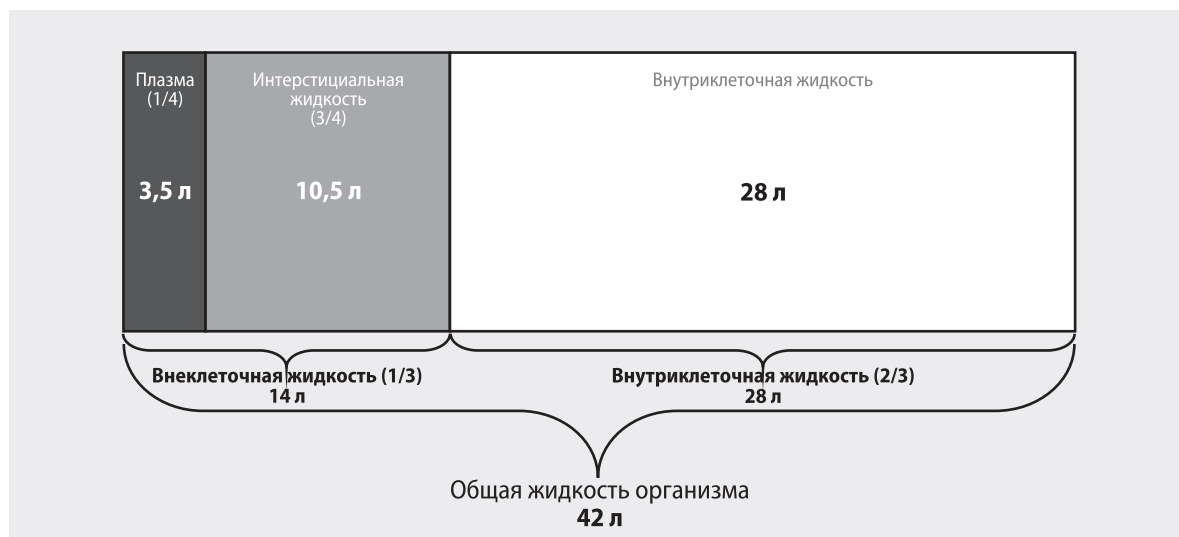 Плазма
(1/4)
3,5 л
Интерстициальная
жидкость
(3/4)
10,5 л
Внутриклеточная жидкость
28 л
Внеклеточная жидкость (1/3)
14 л
Внутриклеточная жидкость (2/3)
28 л
Общая жидкость организма
42 л